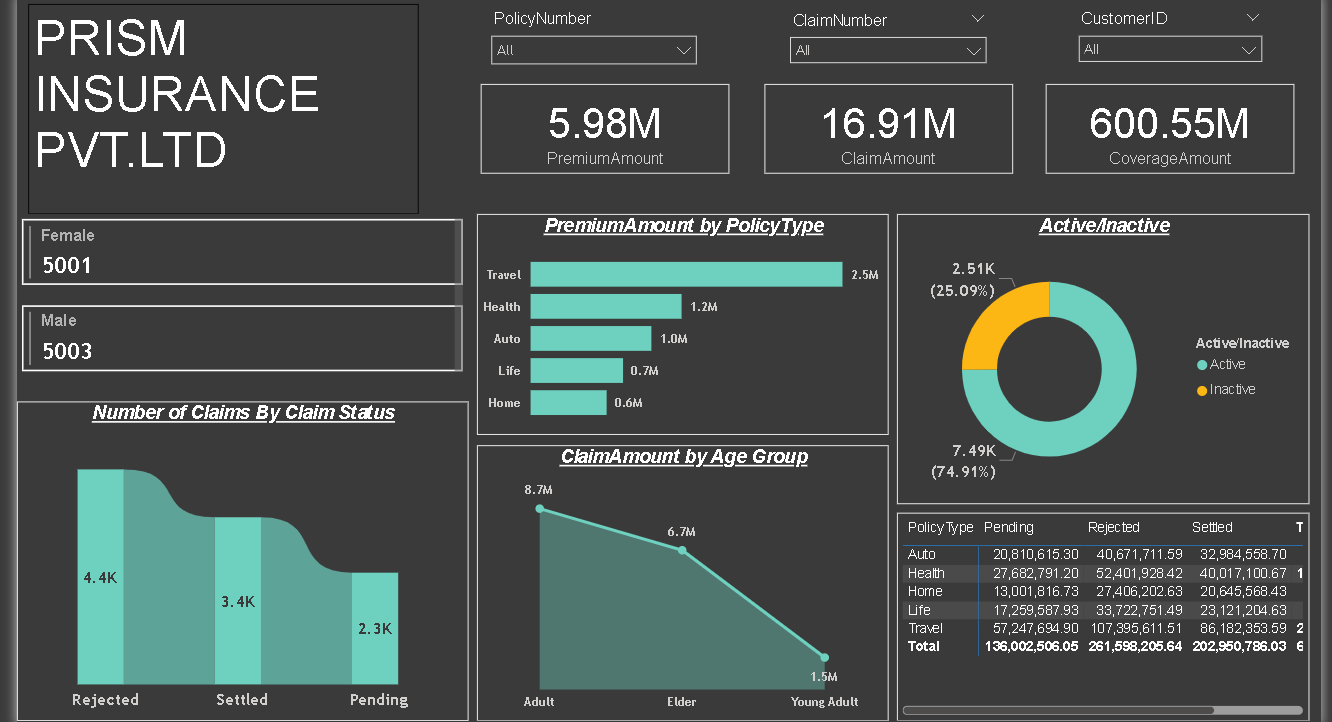 PRISM
INSURANCE
PVT.LTD
PolicyNumber
All
ClaimNumber
All
CustomerID
All
5.98M
PremiumAmount
16.91M
ClaimAmount
600.55M
CoverageAmount
Female
5001
Male
5003
Number of Claims By Claim Status
4.4K
3.4K
2.3K
Rejected Settled Pending
PremiumAmount by PolicyType
Travel 2.5M
Health 1.2M
Auto 1.0M
Life 0.7M
Home 0.6M
ClaimAmount by Age Group
8.7M
6.7M
1.5M
Adult Elder Young Adult
Active/Inactive
2.51K
(25.09%)
7.49K
(74.91%)
Active/Inactive
Active
Inactive
PolicyType Pending Rejected Settled T
Auto 20,810,615.30 40,671,711.59 32,984,558.70
Health 27,682,791.20 52,401,928.42 40,017,100.67 1
Home 13,001,816.73 27,406,202.63 20,645,568.43
Life 17,259,587.93 33,722,751.49 23,121,204.63
Travel 57,247,694.90 107,395,611.51 86,182,353.59 2
Total 136,002,506.05 261,598,205.64 202,950,786.03 6